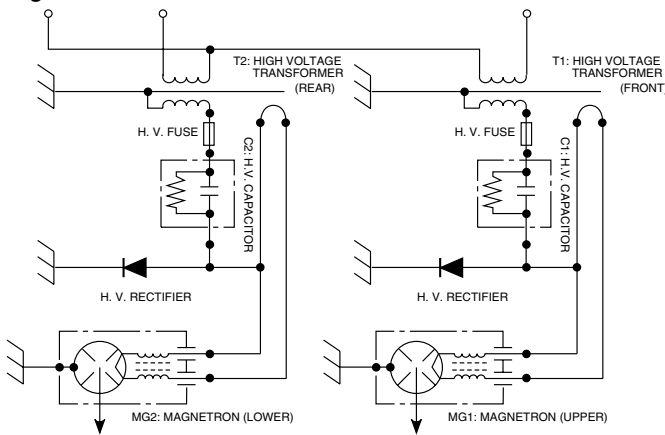 T2: HIGH VOLTAGE
TRANSFORMER
(REAR)
T1: HIGH VOLTAGE
TRANSFORMER
(FRONT)
H. V. FUSE
H. V. FUSE
C2: H.V. CAPACITOR
C1: H.V. CAPACITOR
H. V. RECTIFIER
H. V. RECTIFIER
MG2: MAGNETRON (LOWER)
MG1: MAGNETRON (UPPER)